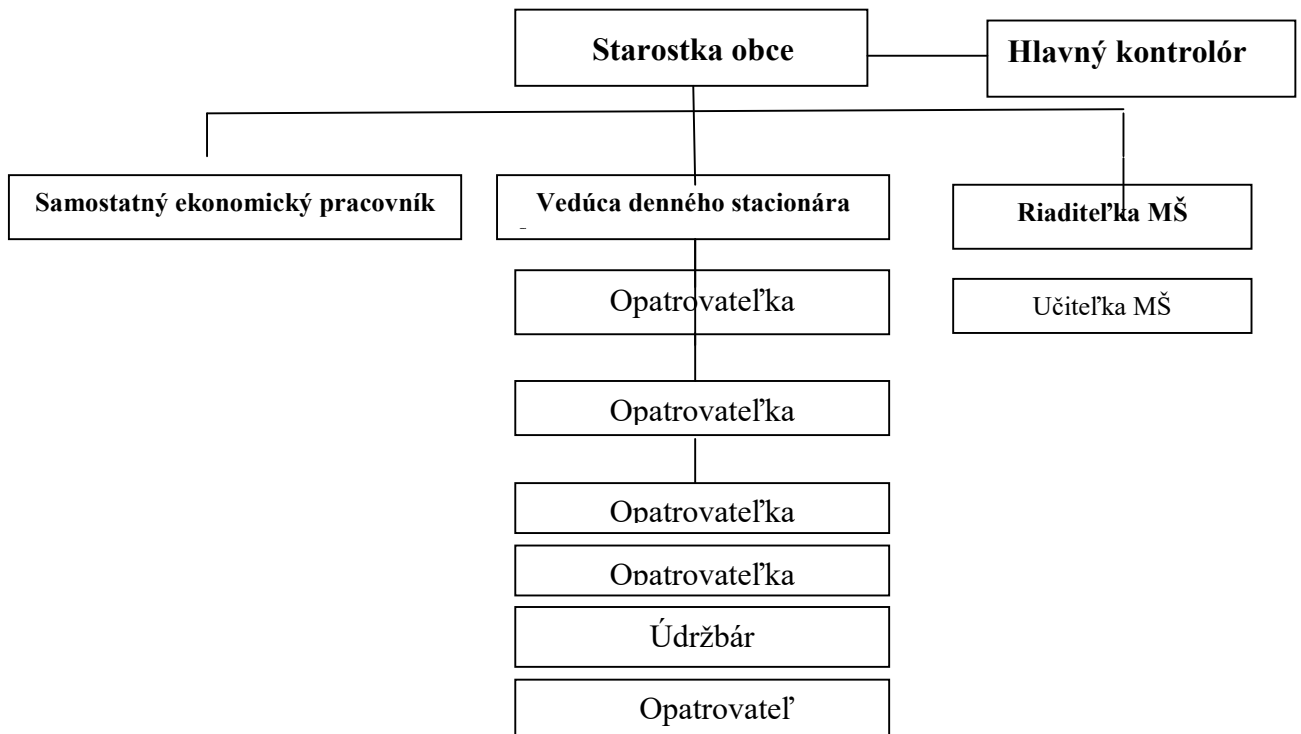 Starostka obce
Hlavný kontrolór
Samostatný ekonomický pracovník
Vedúca denného stacionára
Riaditeľka MŠ
Opatrovateľka
Učiteľka MŠ
Opatrovateľka
Opatrovateľka
Opatrovateľka
Údržbár
Opatrovateľ